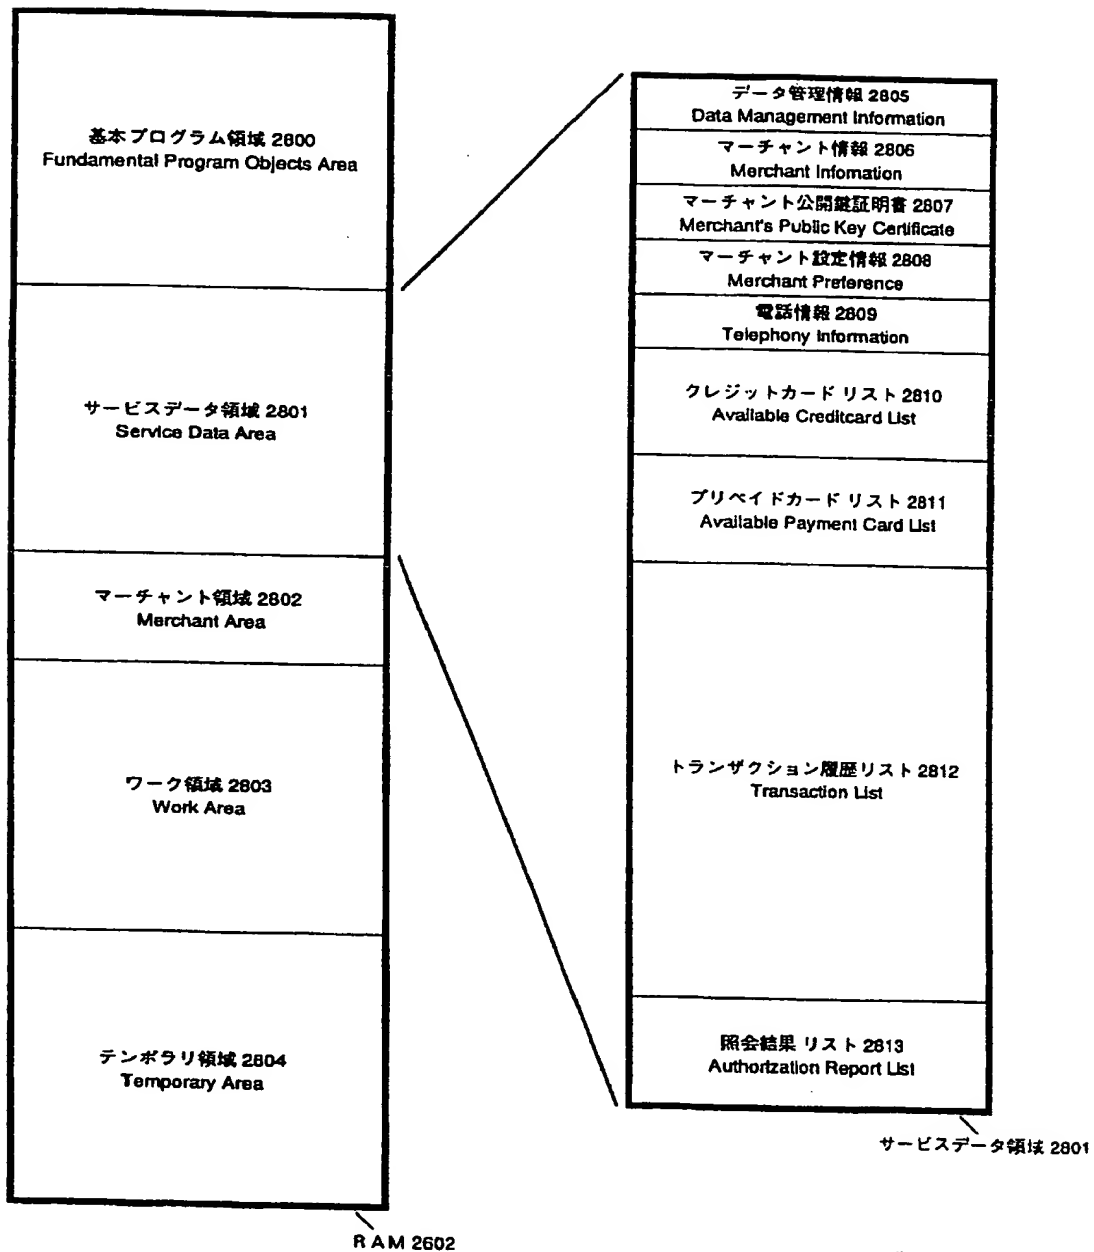 基本プログラム領域 2800
Fundamental Program Objects Area
サービスデータ領域 2801
Service Data Area
マーチャント領域 2802
Merchant Area
ワーク領域 2803
Work Area
テンポラリ領域 2804
Temporary Area
RAM 2602
データ管理情報 2805
Data Management Information
マーチャント情報 2806
Merchant Infomation
マーチャント公開鍵証明書 2807
Merchant's Public Key Certificate
マーチャント設定情報 2808
Merchant Preference
電話情報 2809
Telephony Information
クレジットカード リスト 2810
Available Creditcard List
プリペイドカード リスト 2811
Available Payment Card List
トランザクション履歴リスト 2812
Transaction List
照会結果 リスト 2813
Authorization Report List
サービスデータ領域 2801